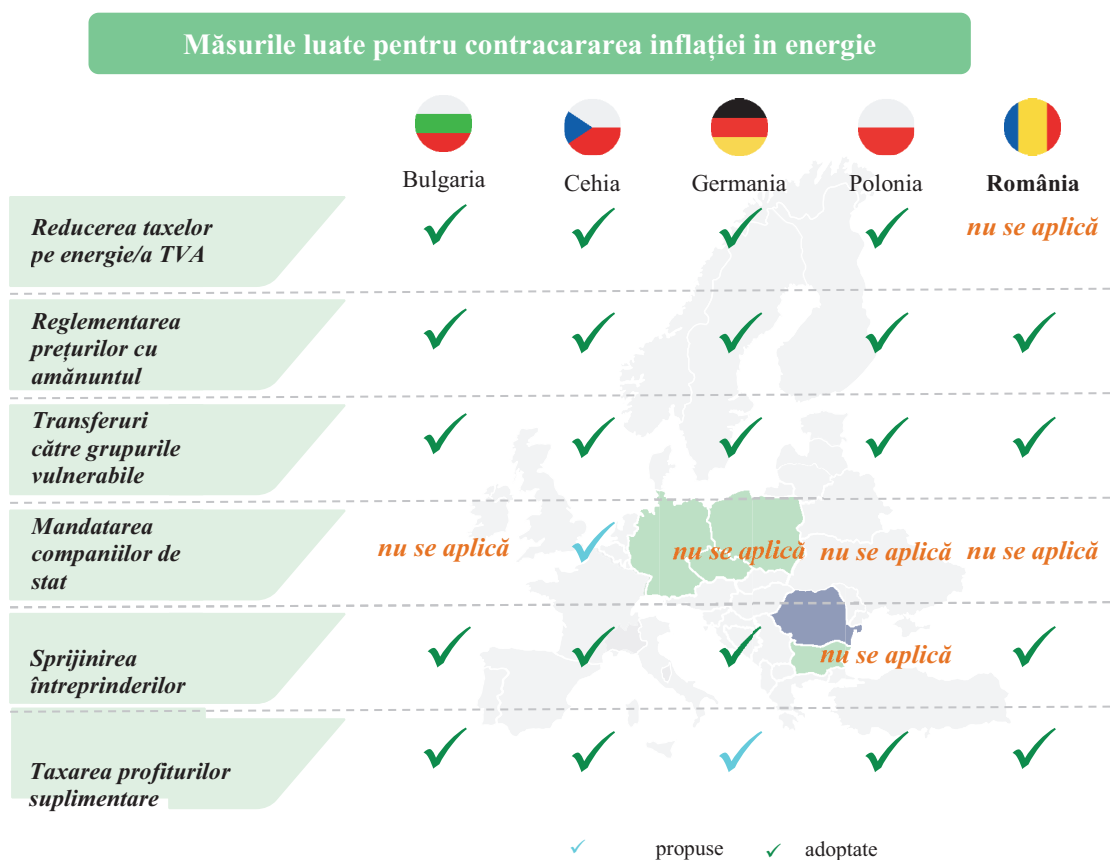 Măsurile luate pentru contracararea inflației in energie
Bulgaria Cehia Germania Polonia România
Reducerea taxelor
pe energie/a TVA
nu se aplică
Reglementarea
prețurilor cu
amănuntul
Transferuri
către grupurile
vulnerabile
Mandatarea
companiilor de
stat
nu se aplică nu se aplică nu se aplică nu se aplică
Sprijinirea
întreprinderilor
nu se aplică
Taxarea profiturilor
suplimentare
propuse adoptate